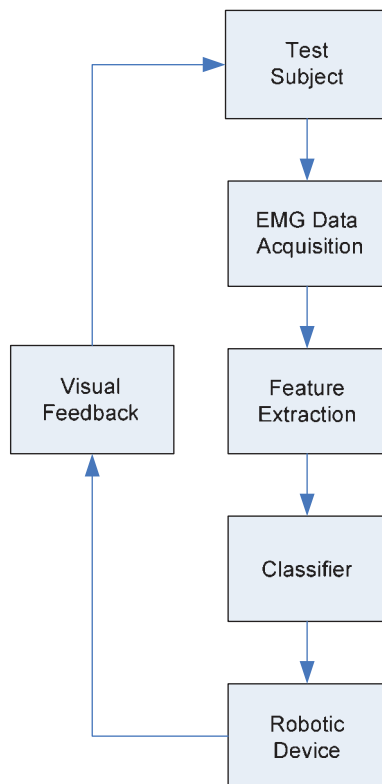 Test
Subject
EMG Data
Acquisition
Visual
Feedback
Feature
Extraction
Classifier
Robotic
Device